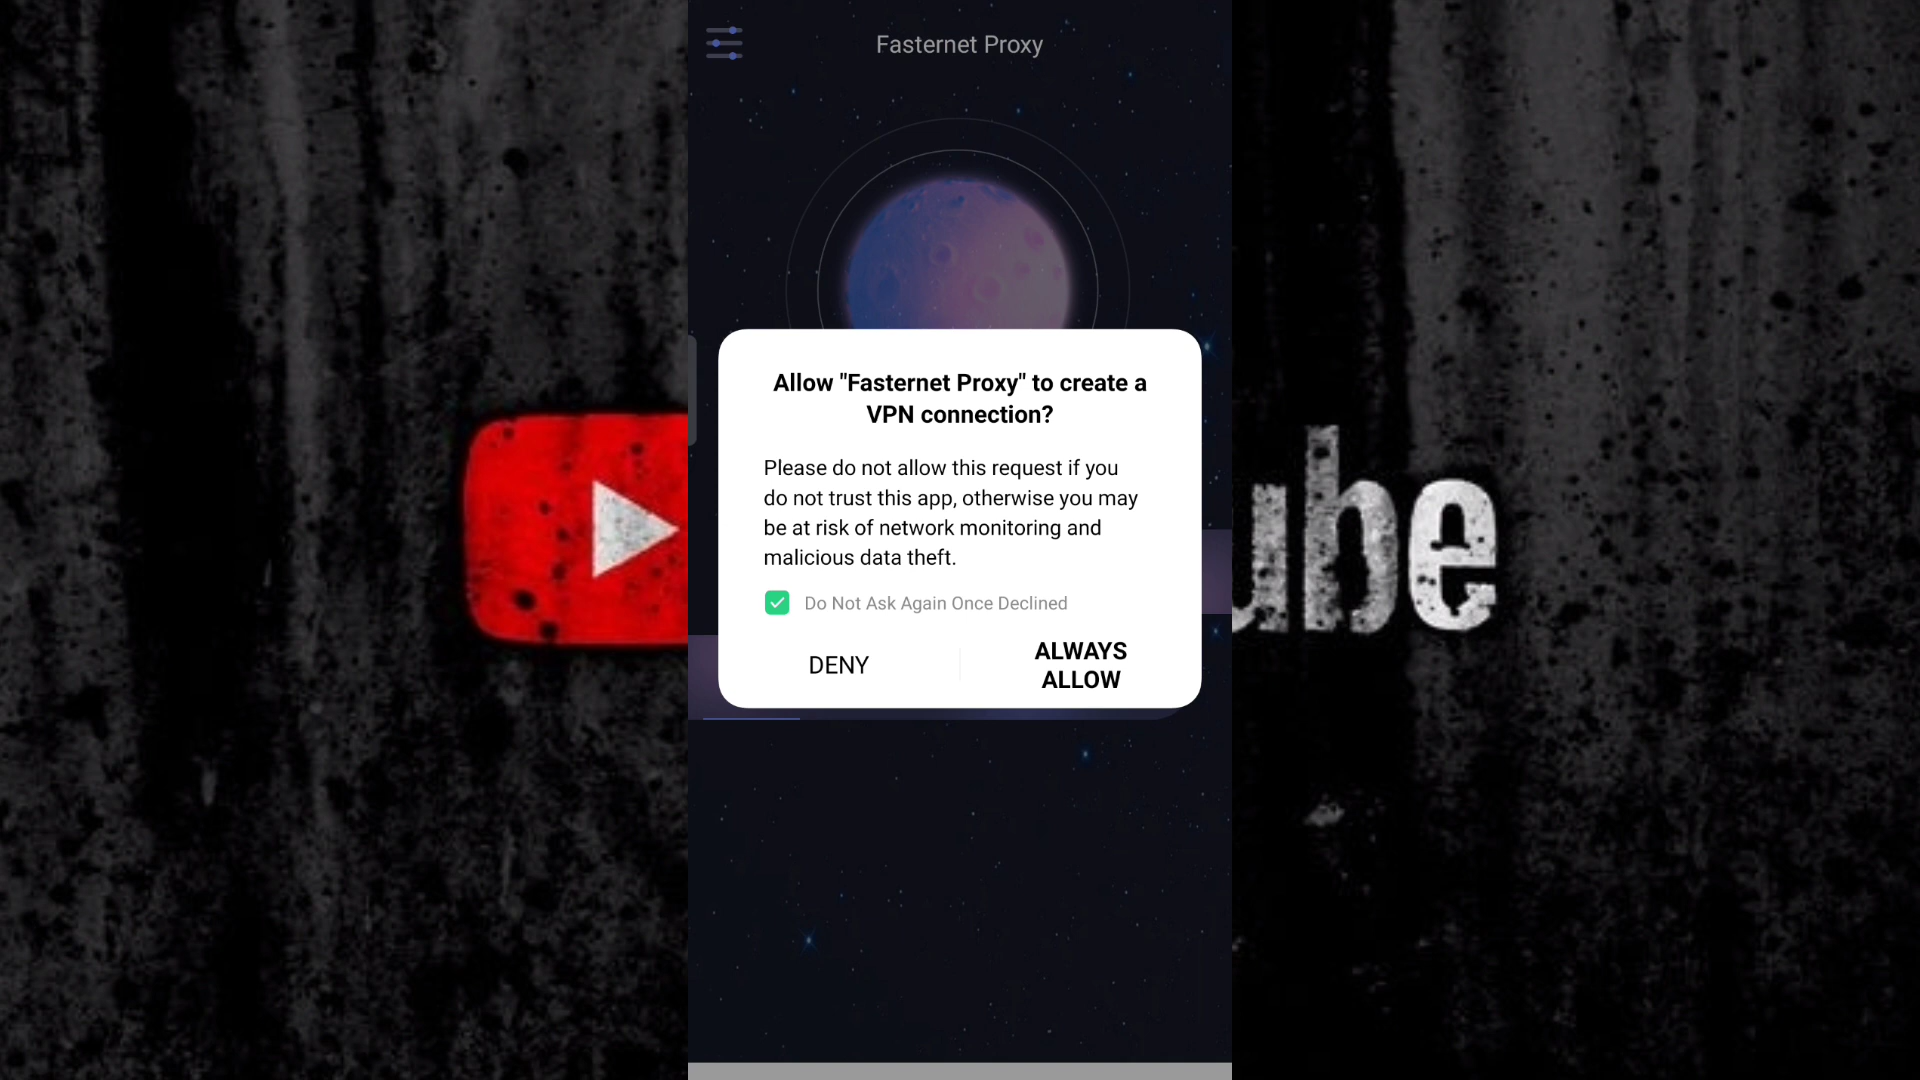 Fasternet Proxy
Allow "Fasternet Proxy" to create a
VPN connection?
Please do not allow this request if you
do not trust this app, otherwise you may
be at risk of network monitoring and
malicious data theft.
Do Not Ask Again Once Declined
DENY
ALWAYS
ALLOW
ube